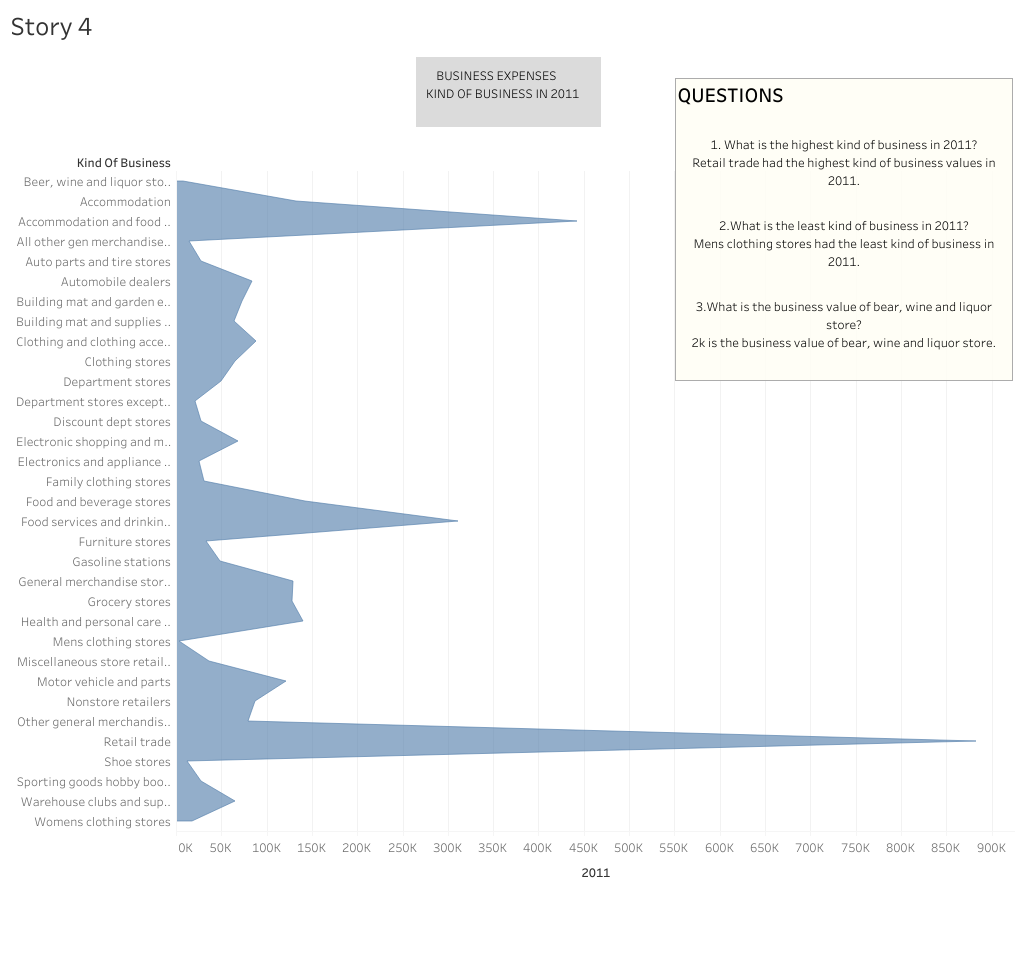 Story 4
BUSINESS EXPENSES
KIND OF BUSINESS IN 2011
QUESTIONS
1. What is the highest kind of business in 2011?
Retail trade had the highest kind of business values in
2011.
2.What is the least kind of business in 2011?
Mens clothing stores had the least kind of business in
2011.
3.What is the business value of bear, wine and liquor
store?
2k is the business value of bear, wine and liquor store.
Kind Of Business
Beer, wine and liquor sto..
Accommodation
Accommodation and food ..
All other gen merchandise..
Auto parts and tire stores
Automobile dealers
Building mat and garden e..
Building mat and supplies ..
Clothing and clothing acce..
Clothing stores
Department stores
Department stores except..
Discount dept stores
Electronic shopping and m..
Electronics and appliance ..
Family clothing stores
Food and beverage stores
Food services and drinkin..
Furniture stores
Gasoline stations
General merchandise stor..
Grocery stores
Health and personal care ..
Mens clothing stores
Miscellaneous store retail..
Motor vehicle and parts
Nonstore retailers
Other general merchandis..
Retail trade
Shoe stores
Sporting goods hobby boo..
Warehouse clubs and sup..
Womens clothing stores
0K 50K 100K 150K 200K 250K 300K 350K 400K 450K 500K 550K 600K 650K 700K 750K 800K 850K 900K
2011